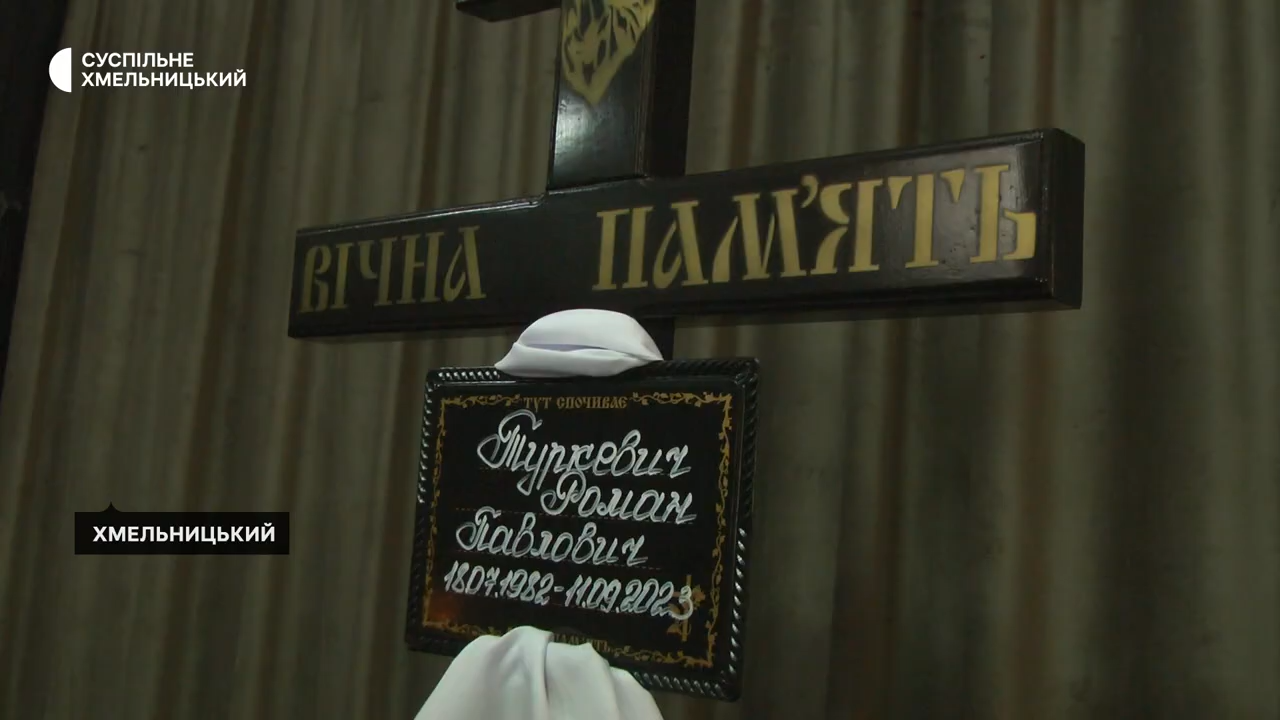 СУСПІЛЬНЕ
ХМЕЛЬНИЦЬКИЙ
ВІЧНА ПАМ'ЯТЬ
ТУТ СПОЧИВАЄ
Туркевич
Роман
Павлович
18.07.1982-11.09.2023
ХМЕЛЬНИЦЬКИЙ